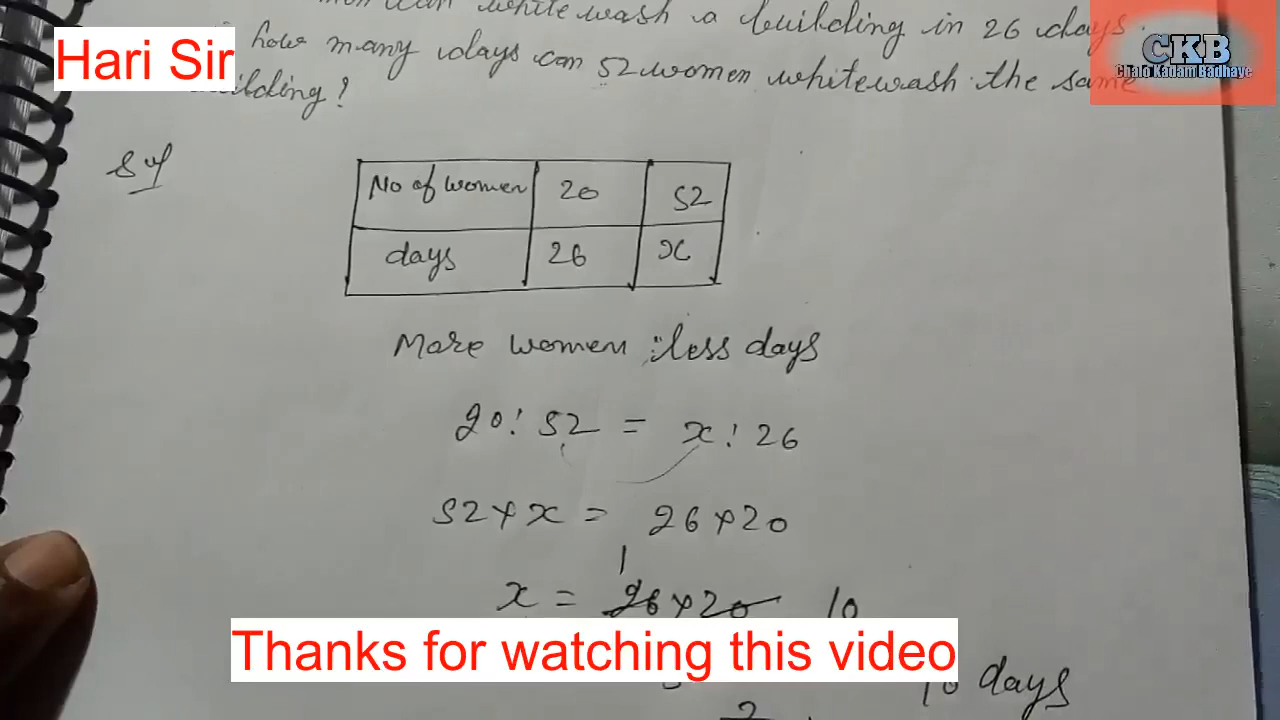 whitewash a building in 26 days.
how many days can 52 women whitewash the same
building?
Hari Sir
CKB
Chalo Kadam Badhaye
Sol
No of women 20 52
days 26 x
More women : less days
20 : 52 = x : 26
52 × x = 26 × 20
1
x = 26 × 20 10
Thanks for watching this video
10 days
2